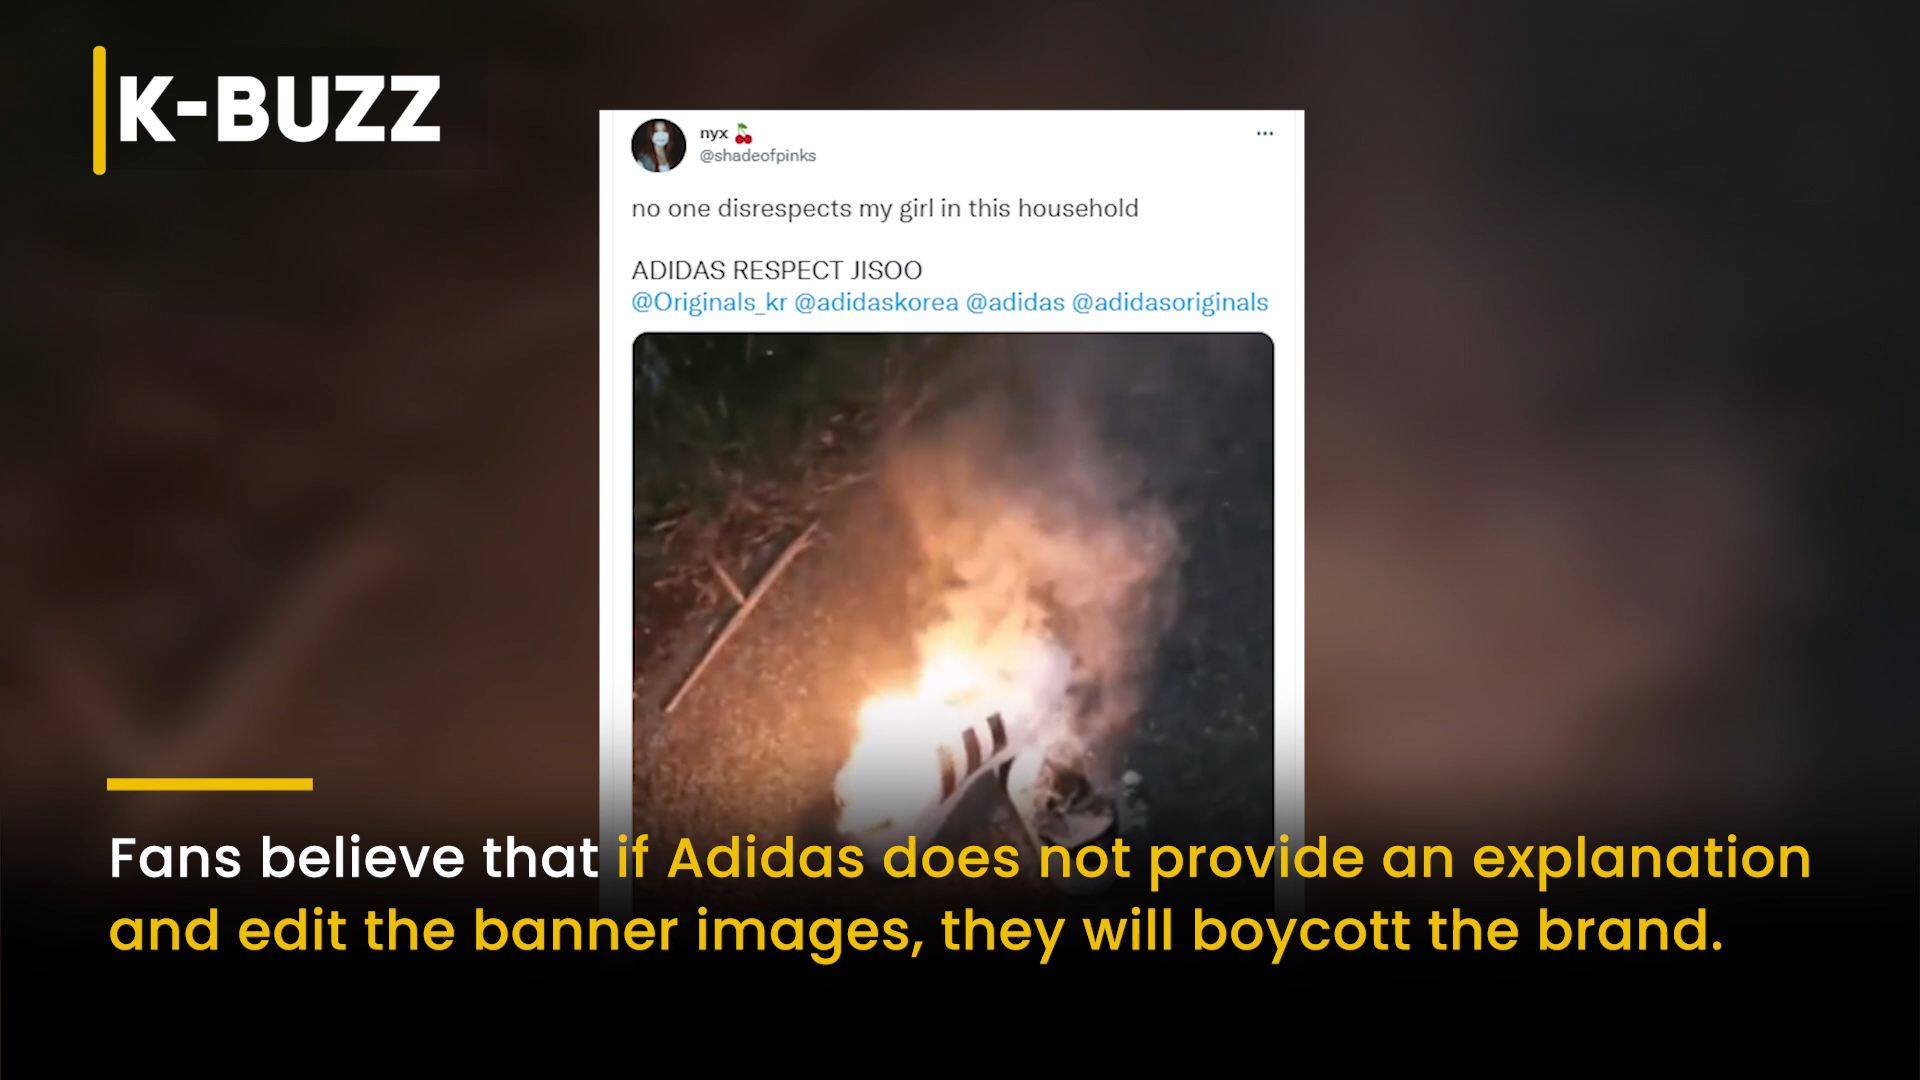 K-BUZZ
nyx 🍒
@shadeofpinks
no one disrespects my girl in this household
ADIDAS RESPECT JISOO
@Originals_kr @adidaskorea @adidas @adidasoriginals
Fans believe that if Adidas does not provide an explanation
and edit the banner images, they will boycott the brand.